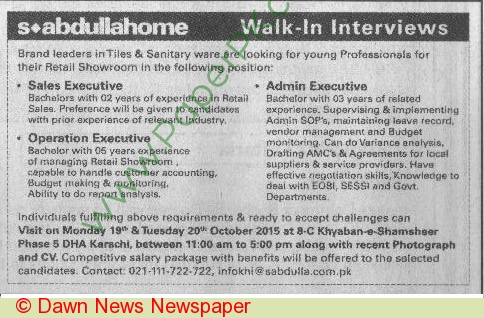 s◆abdullahome Walk-In Interviews
Brand leaders in Tiles & Sanitary ware are looking for young Professionals for
their Retail Showroom in the following position:
• Sales Executive
Bachelors with 02 years of experience in Retail
Sales. Preference will be given to candidates
with prior experience of relevant Industry.
• Operation Executive
Bachelor with 05 years experience
of managing Retail Showroom,
capable to handle customer accounting,
Budget making & monitoring.
Ability to do report analysis.
• Admin Executive
Bachelor with 03 years of related
experience. Supervising & implementing
Admin SOP's, maintaining leave record,
vendor management and Budget
monitoring. Can do Variance analysis,
Drafting AMC's & Agreements for local
suppliers & service providers. Have
effective negotiation skills, Knowledge to
deal with EOBI, SESSI and Govt.
Departments.
Individuals fulfilling above requirements & ready to accept challenges can
Visit on Monday 19th & Tuesday 20th October 2015 at 8-C Khyaban-e-Shamsheer
Phase 5 DHA Karachi, between 11:00 am to 5:00 pm along with recent Photograph
and CV. Competitive salary package with benefits will be offered to the selected
candidates. Contact: 021-111-722-722, infokhi@sabdulla.com.pk
© Dawn News Newspaper